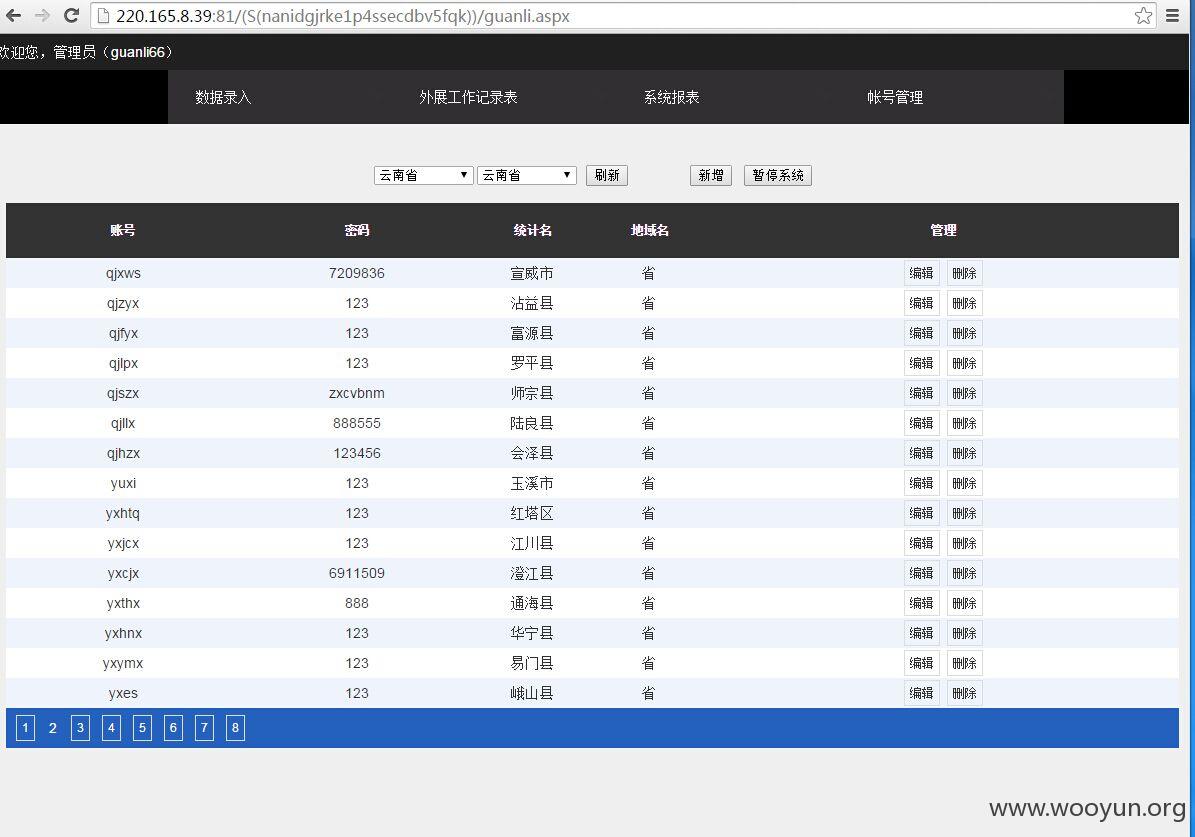 220.165.8.39:81/(S(nanidgjrke1p4ssecdbv5fqk))/guanli.aspx
欢迎您，管理员（guanli66）
数据录入 外展工作记录表 系统报表 帐号管理
云南省 云南省 刷新 新增 暂停系统
账号 密码 统计名 地域名 管理
qjxws 7209836 宣威市 省 编辑 删除
qjzyx 123 沾益县 省 编辑 删除
qjfyx 123 富源县 省 编辑 删除
qjlpx 123 罗平县 省 编辑 删除
qjszx zxcvbnm 师宗县 省 编辑 删除
qjllx 888555 陆良县 省 编辑 删除
qjhzx 123456 会泽县 省 编辑 删除
yuxi 123 玉溪市 省 编辑 删除
yxhtq 123 红塔区 省 编辑 删除
yxjcx 123 江川县 省 编辑 删除
yxcjx 6911509 澄江县 省 编辑 删除
yxthx 888 通海县 省 编辑 删除
yxhnx 123 华宁县 省 编辑 删除
yxymx 123 易门县 省 编辑 删除
yxes 123 峨山县 省 编辑 删除
1 2 3 4 5 6 7 8
www.wooyun.org